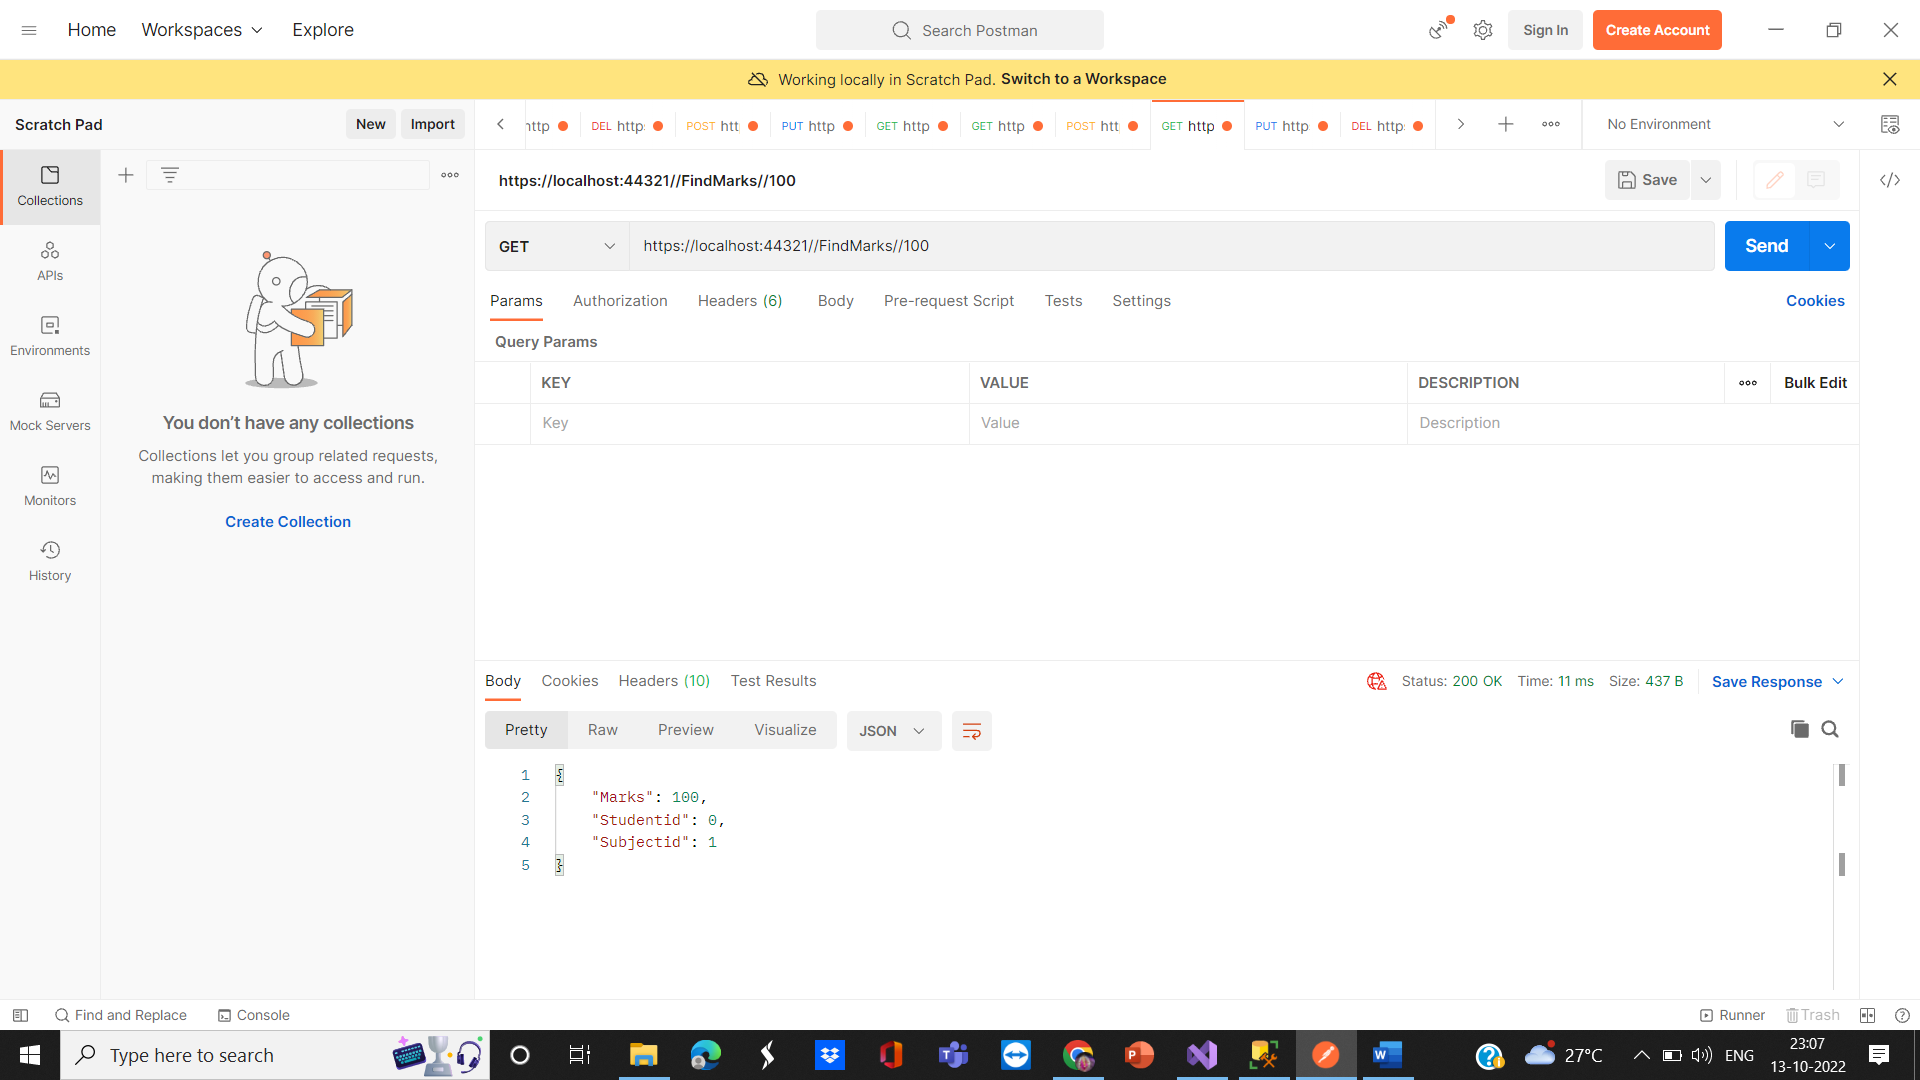 Home Workspaces Explore
Search Postman
Sign In Create Account
Working locally in Scratch Pad. Switch to a Workspace
Scratch Pad New Import
http DEL http: POST htt PUT http GET http GET http POST htt GET http PUT http DEL http: No Environment
https://localhost:44321//FindMarks//100
Save
Collections
APIs
Environments
Mock Servers
Monitors
History
You don't have any collections
Collections let you group related requests,
making them easier to access and run.
Create Collection
GET https://localhost:44321//FindMarks//100 Send
Params Authorization Headers (6) Body Pre-request Script Tests Settings Cookies
Query Params
KEY VALUE DESCRIPTION Bulk Edit
Key Value Description
Body Cookies Headers (10) Test Results Status: 200 OK Time: 11 ms Size: 437 B Save Response
Pretty Raw Preview Visualize JSON
1 {
2 "Marks": 100,
3 "Studentid": 0,
4 "Subjectid": 1
5 }
Find and Replace Console Runner Trash
Type here to search 27°C ENG 23:07
13-10-2022